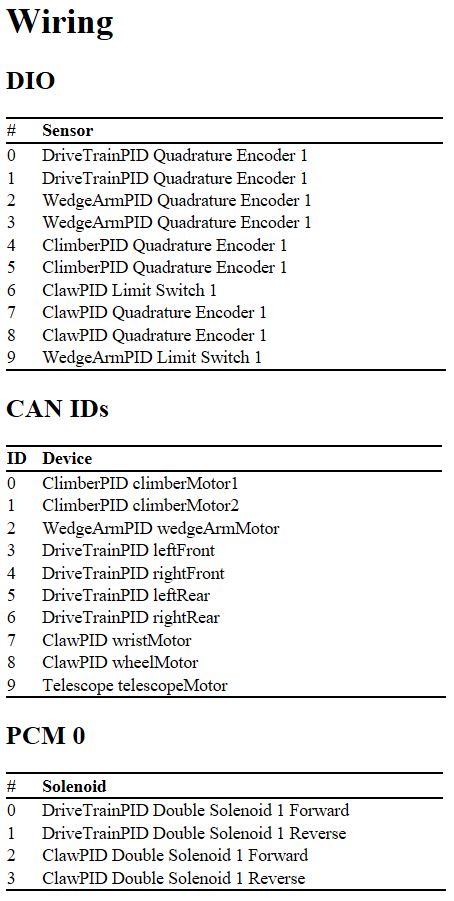 Wiring
DIO
# Sensor
0 DriveTrainPID Quadrature Encoder 1
1 DriveTrainPID Quadrature Encoder 1
2 WedgeArmPID Quadrature Encoder 1
3 WedgeArmPID Quadrature Encoder 1
4 ClimberPID Quadrature Encoder 1
5 ClimberPID Quadrature Encoder 1
6 ClawPID Limit Switch 1
7 ClawPID Quadrature Encoder 1
8 ClawPID Quadrature Encoder 1
9 WedgeArmPID Limit Switch 1
CAN IDs
ID Device
0 ClimberPID climberMotor1
1 ClimberPID climberMotor2
2 WedgeArmPID wedgeArmMotor
3 DriveTrainPID leftFront
4 DriveTrainPID rightFront
5 DriveTrainPID leftRear
6 DriveTrainPID rightRear
7 ClawPID wristMotor
8 ClawPID wheelMotor
9 Telescope telescopeMotor
PCM 0
# Solenoid
0 DriveTrainPID Double Solenoid 1 Forward
1 DriveTrainPID Double Solenoid 1 Reverse
2 ClawPID Double Solenoid 1 Forward
3 ClawPID Double Solenoid 1 Reverse